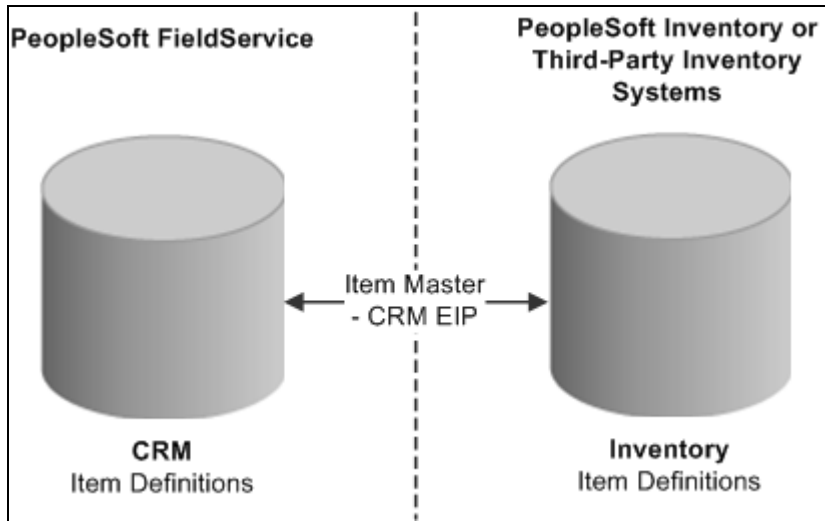 PeopleSoft FieldService
PeopleSoft Inventory or
Third-Party Inventory
Systems
Item Master
- CRM EIP
CRM
Item Definitions
Inventory
Item Definitions